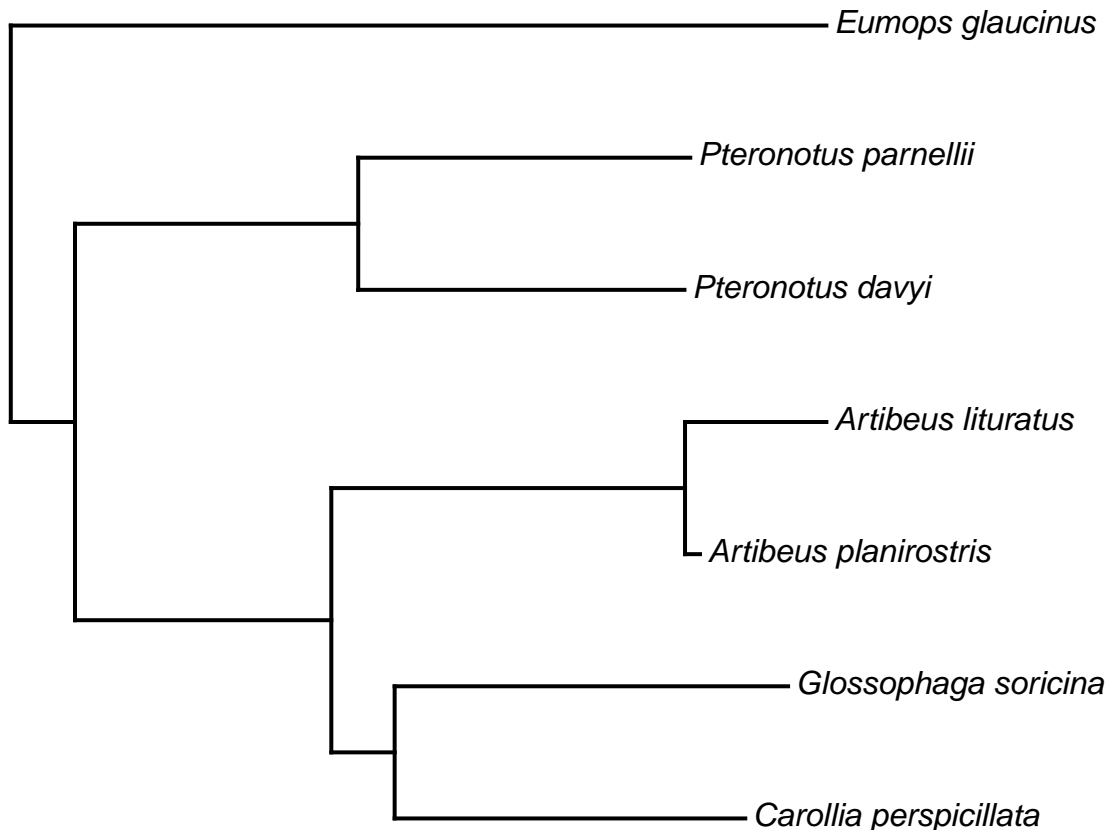 Eumops glaucinus
Pteronotus parnellii
Pteronotus davyi
Artibeus lituratus
Artibeus planirostris
Glossophaga soricina
Carollia perspicillata